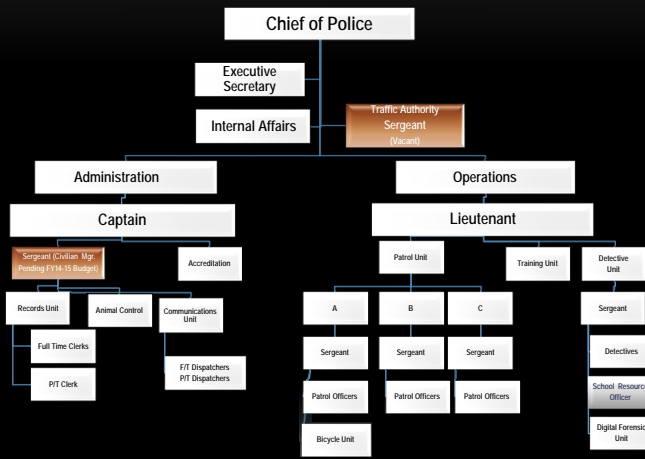 Chief of Police
Executive
Secretary
Internal Affairs
Traffic Authority
Sergeant
(Vacant)
Administration
Operations
Captain
Lieutenant
Sergeant (Civilian Mgr.
Pending FY14-15 Budget)
Accreditation
Patrol Unit
Training Unit
Detective
Unit
Records Unit
Animal Control
Communications
Unit
A
B
C
Sergeant
Full Time Clerks
Sergeant
Sergeant
Sergeant
Detectives
F/T Dispatchers
P/T Dispatchers
P/T Clerk
Patrol Officers
Patrol Officers
Patrol Officers
School Resource
Officer
Bicycle Unit
Digital Forensic
Unit